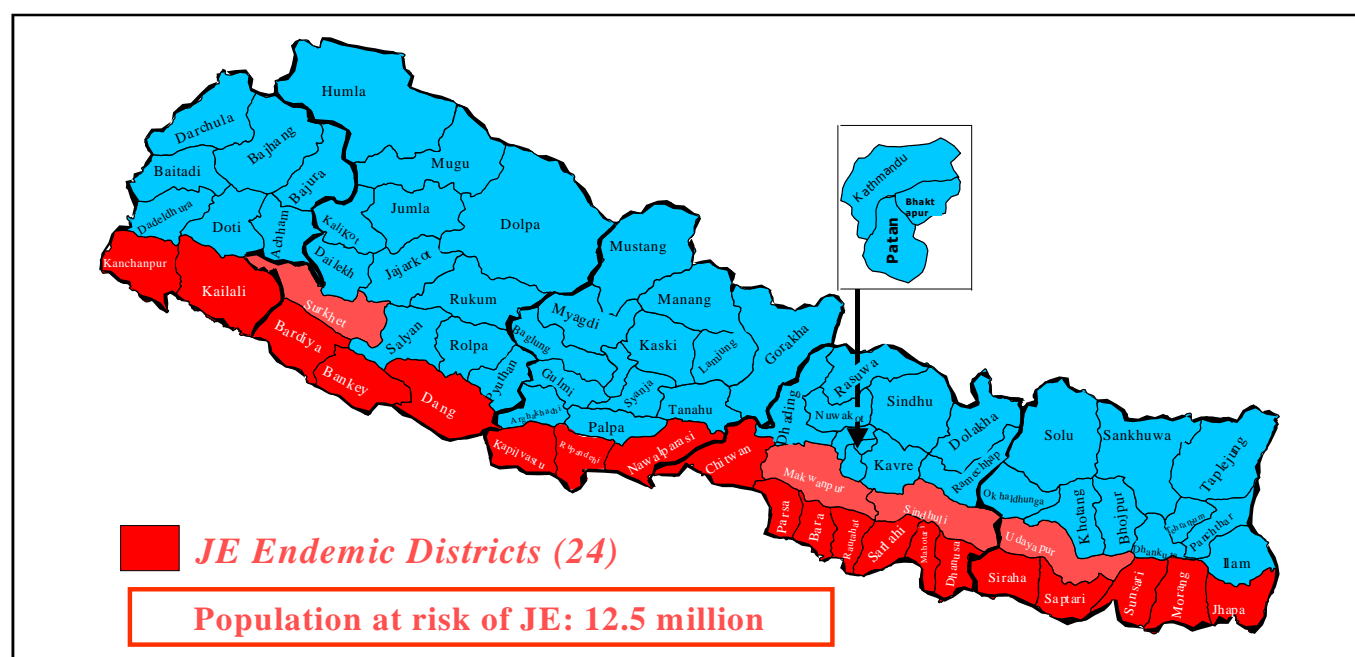 Humla
Darchula
Bajhang
Mugu
Baitadi
Bajura
Jumla
Dolpa
Dadeldhura
Doti
Achham
Kalikot
Dailekh
Jajarkot
Mustang
Kanchanpur
Kailali
Surkhet
Rukum
Manang
Myagdi
Bardiya
Salyan
Rolpa
Baglung
Kaski
Lamjung
Gorakha
Bankey
Dang
Pyuthan
Gulmi
Syanja
Tanahu
Palpa
Kapilvastu
Nawalparasi
Chitwan
Kathmandu
Bhakt
apur
Patan
Rasuwa
Dhading
Nuwakot
Sindhu
Dolakha
Kavre
Ramechhap
Makwanpur
Sindhuli
Solu
Sankhuwa
Taplejung
Okhaldhunga
Khotang
Bhojpur
Panchthar
Udayapur
Ilam
Parsa
Bara
Dhanusa
Siraha
Saptari
Sunsari
Morang
Jhapa
JE Endemic Districts (24)
Population at risk of JE: 12.5 million